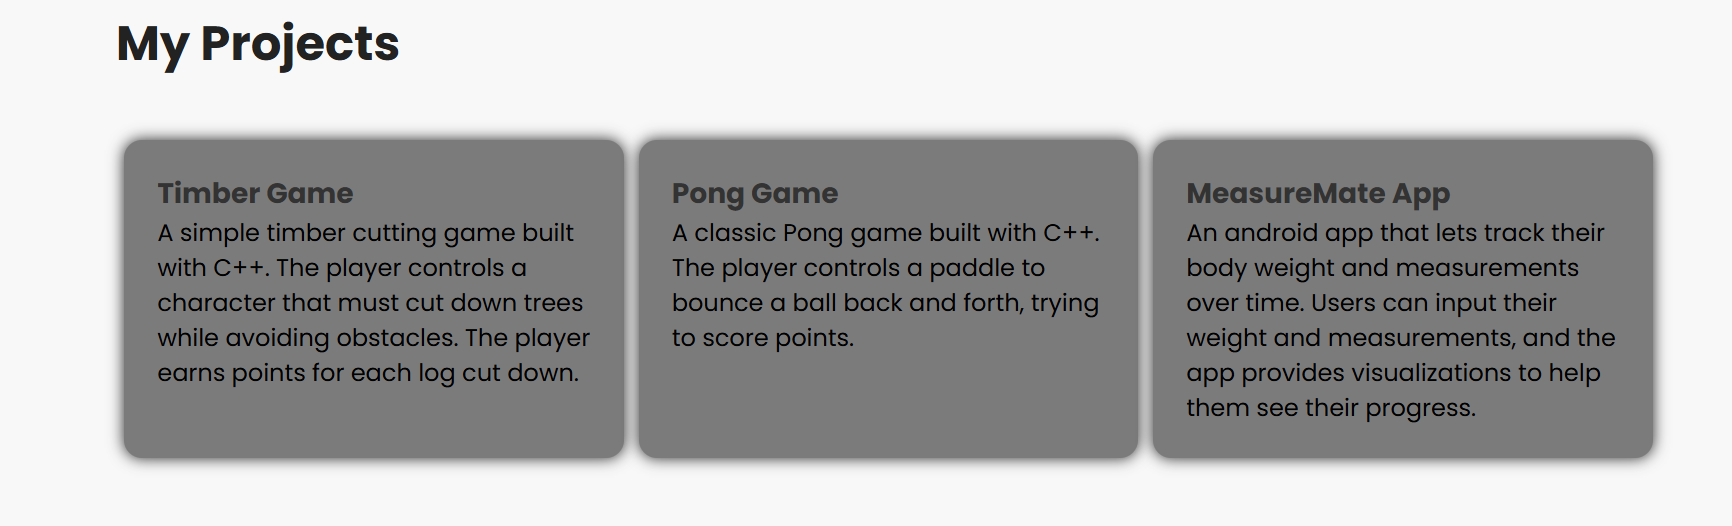 My Projects
Timber Game
A simple timber cutting game built
with C++. The player controls a
character that must cut down trees
while avoiding obstacles. The player
earns points for each log cut down.
Pong Game
A classic Pong game built with C++.
The player controls a paddle to
bounce a ball back and forth, trying
to score points.
MeasureMate App
An android app that lets track their
body weight and measurements
over time. Users can input their
weight and measurements, and the
app provides visualizations to help
them see their progress.